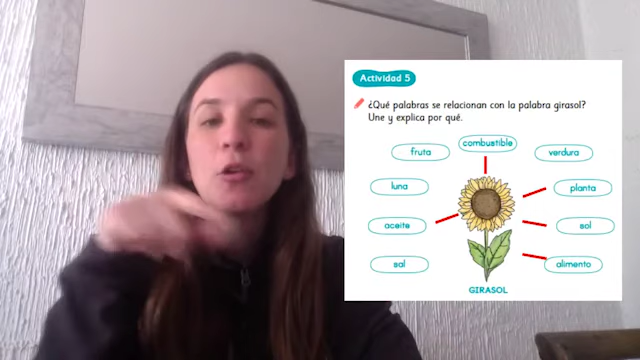 Actividad 5
¿Qué palabras se relacionan con la palabra girasol?
Une y explica por qué.
combustible
fruta
verdura
luna
planta
aceite
sol
sal
alimento
GIRASOL